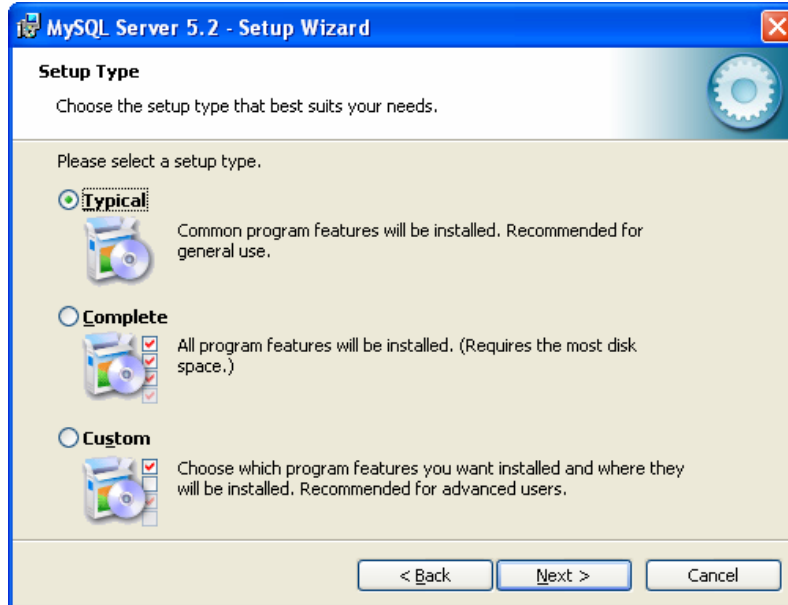 MySQL Server 5.2 - Setup Wizard
Setup Type
Choose the setup type that best suits your needs.
Please select a setup type.
Typical
Common program features will be installed. Recommended for
general use.
Complete
All program features will be installed. (Requires the most disk
space.)
Custom
Choose which program features you want installed and where they
will be installed. Recommended for advanced users.
< Back
Next >
Cancel